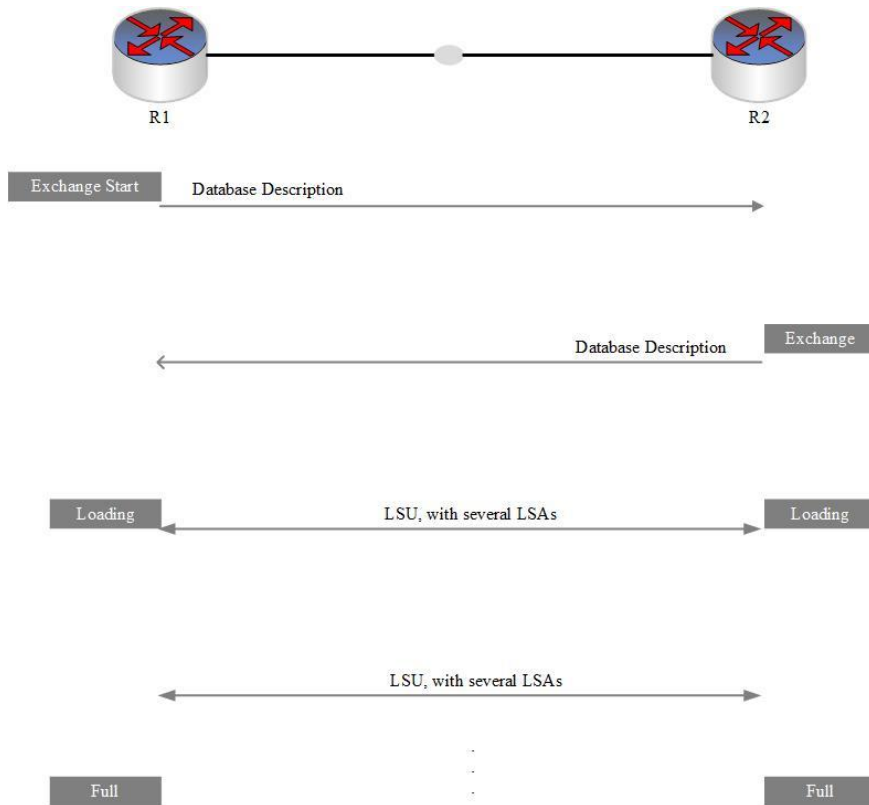 R1
R2
Exchange Start
Database Description
Database Description
Exchange
Loading
LSU, with several LSAs
Loading
LSU, with several LSAs
.
.
.
Full
Full